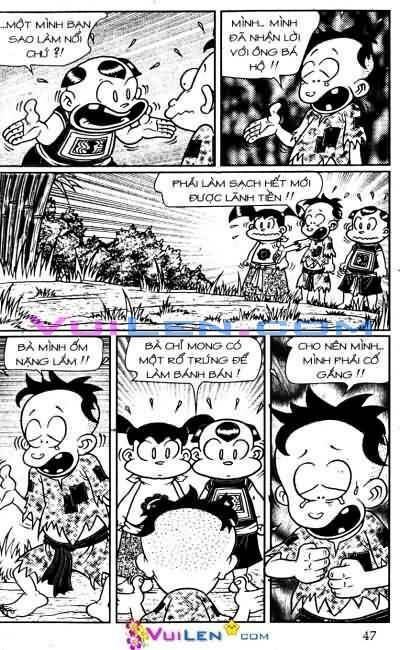 ...MỘT MÌNH BẠN
SAO LÀM NỔI
CHỨ ?!
MÌNH.. MÌNH
ĐÃ NHẬN LỜI
VỚI ÔNG BÁ
HỘ !!
PHẢI LÀM SẠCH HẾT MỚI
ĐƯỢC LÃNH TIỀN !!
VUILEN.COM
BÀ MÌNH ỐM
NẶNG LẮM !!
BÀ CHỈ MONG CÓ
MỘT RỔ TRỨNG ĐỂ
LÀM BÁNH BÁN !
CHO NÊN MÌNH..
MÌNH PHẢI CỐ
GẮNG !!
VUILEN.COM
47